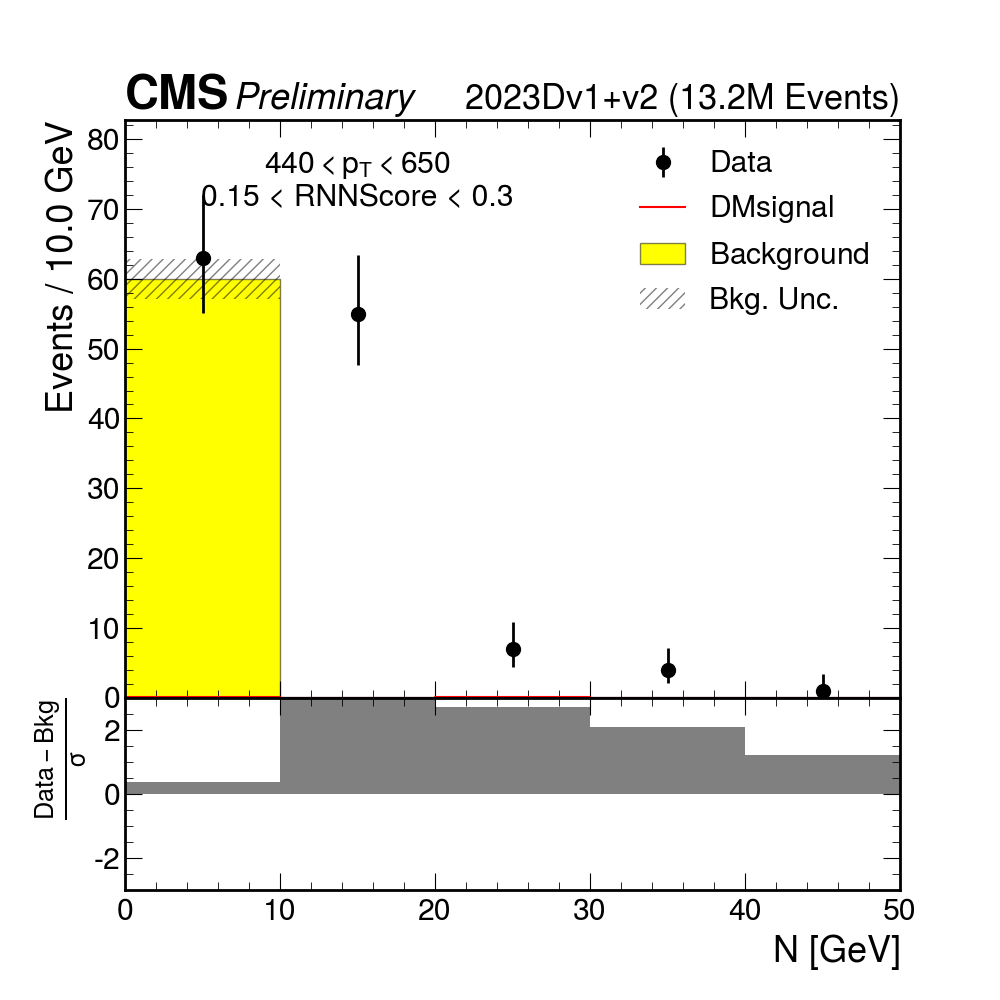 CMS Preliminary 2023Dv1+v2 (13.2M Events)
Events / 10.0 GeV
440 < pT < 650
0.15 < RNNScore < 0.3
Data
DMsignal
Background
Bkg. Unc.
80
70
60
50
40
30
20
10
0
Data – Bkg
σ
2
0
-2
0 10 20 30 40 50
N [GeV]